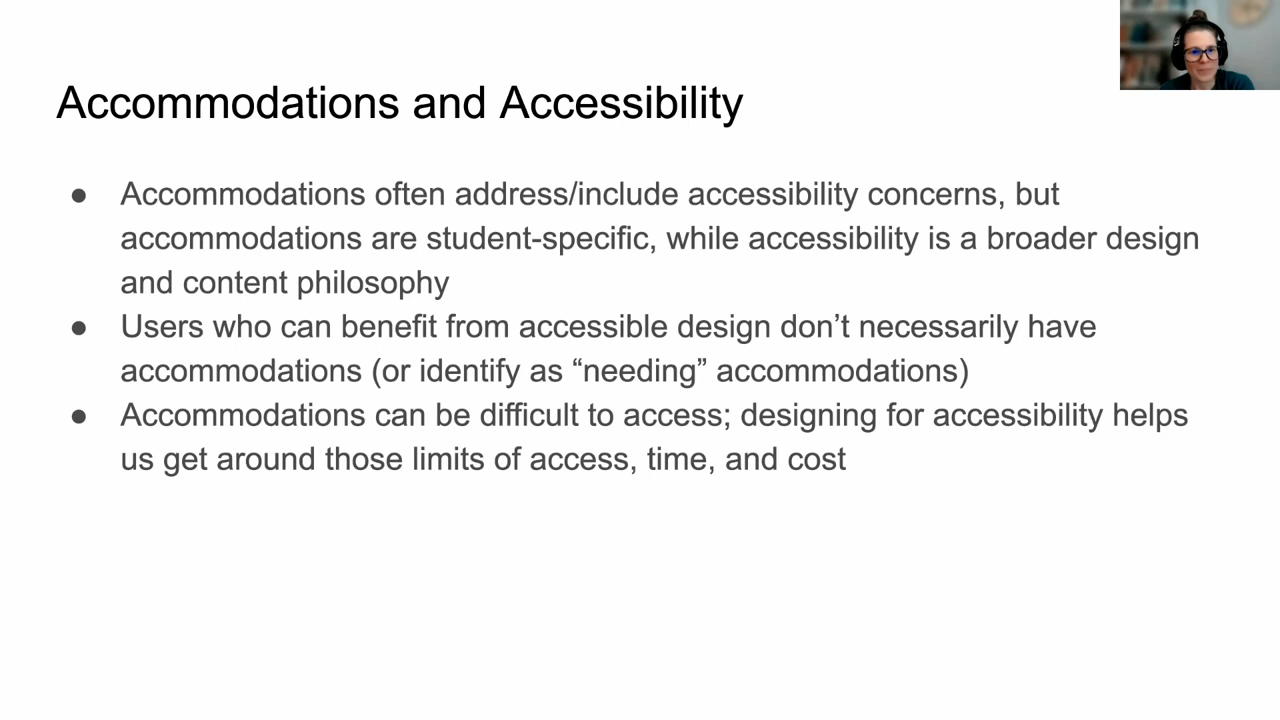 Accommodations and Accessibility
● Accommodations often address/include accessibility concerns, but
accommodations are student-specific, while accessibility is a broader design
and content philosophy
● Users who can benefit from accessible design don’t necessarily have
accommodations (or identify as “needing” accommodations)
● Accommodations can be difficult to access; designing for accessibility helps
us get around those limits of access, time, and cost